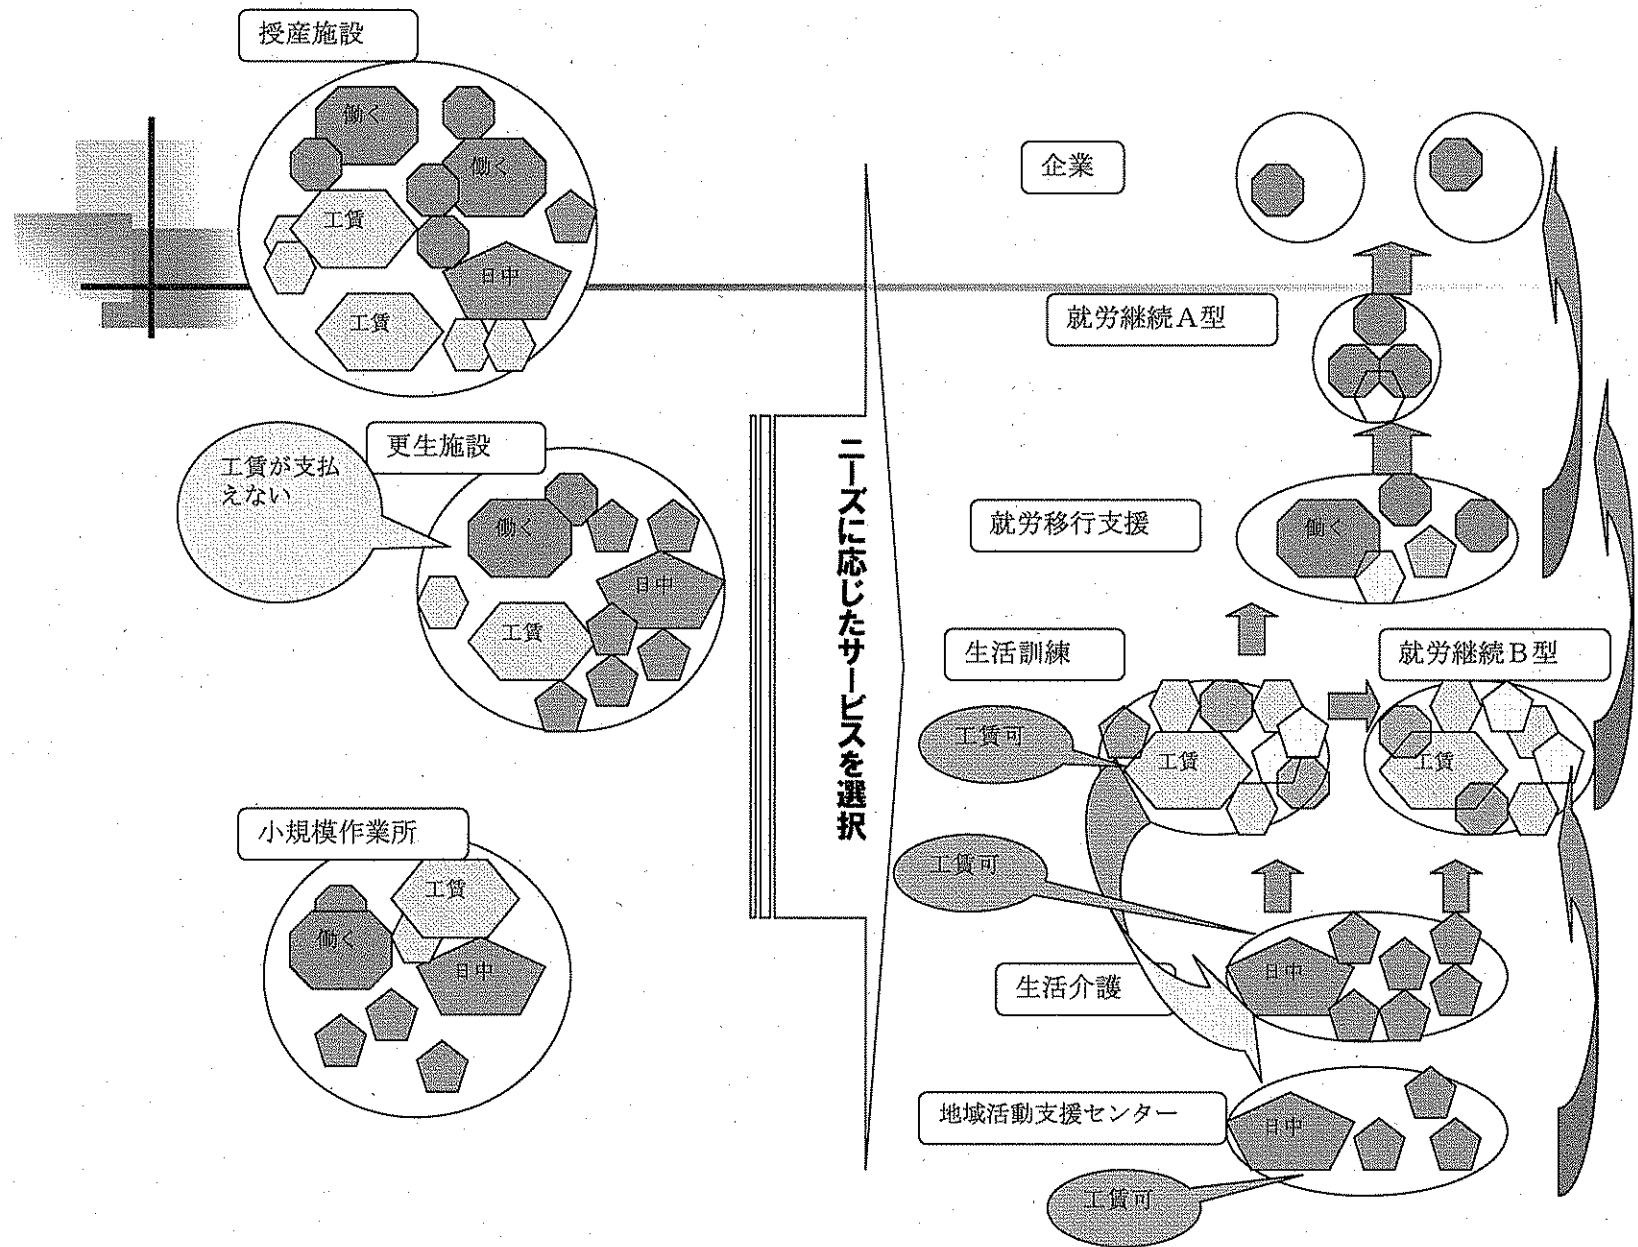 授産施設
働く
働く
工賃
日中
工賃
更生施設
工賃が支払
えない
働く
日中
工賃
小規模作業所
工賃
働く
日中
ニーズに応じたサービスを選択
企業
就労継続A型
就労移行支援
働く
生活訓練
就労継続B型
工賃可
工賃
工賃
工賃可
生活介護
日中
地域活動支援センター
日中
工賃可